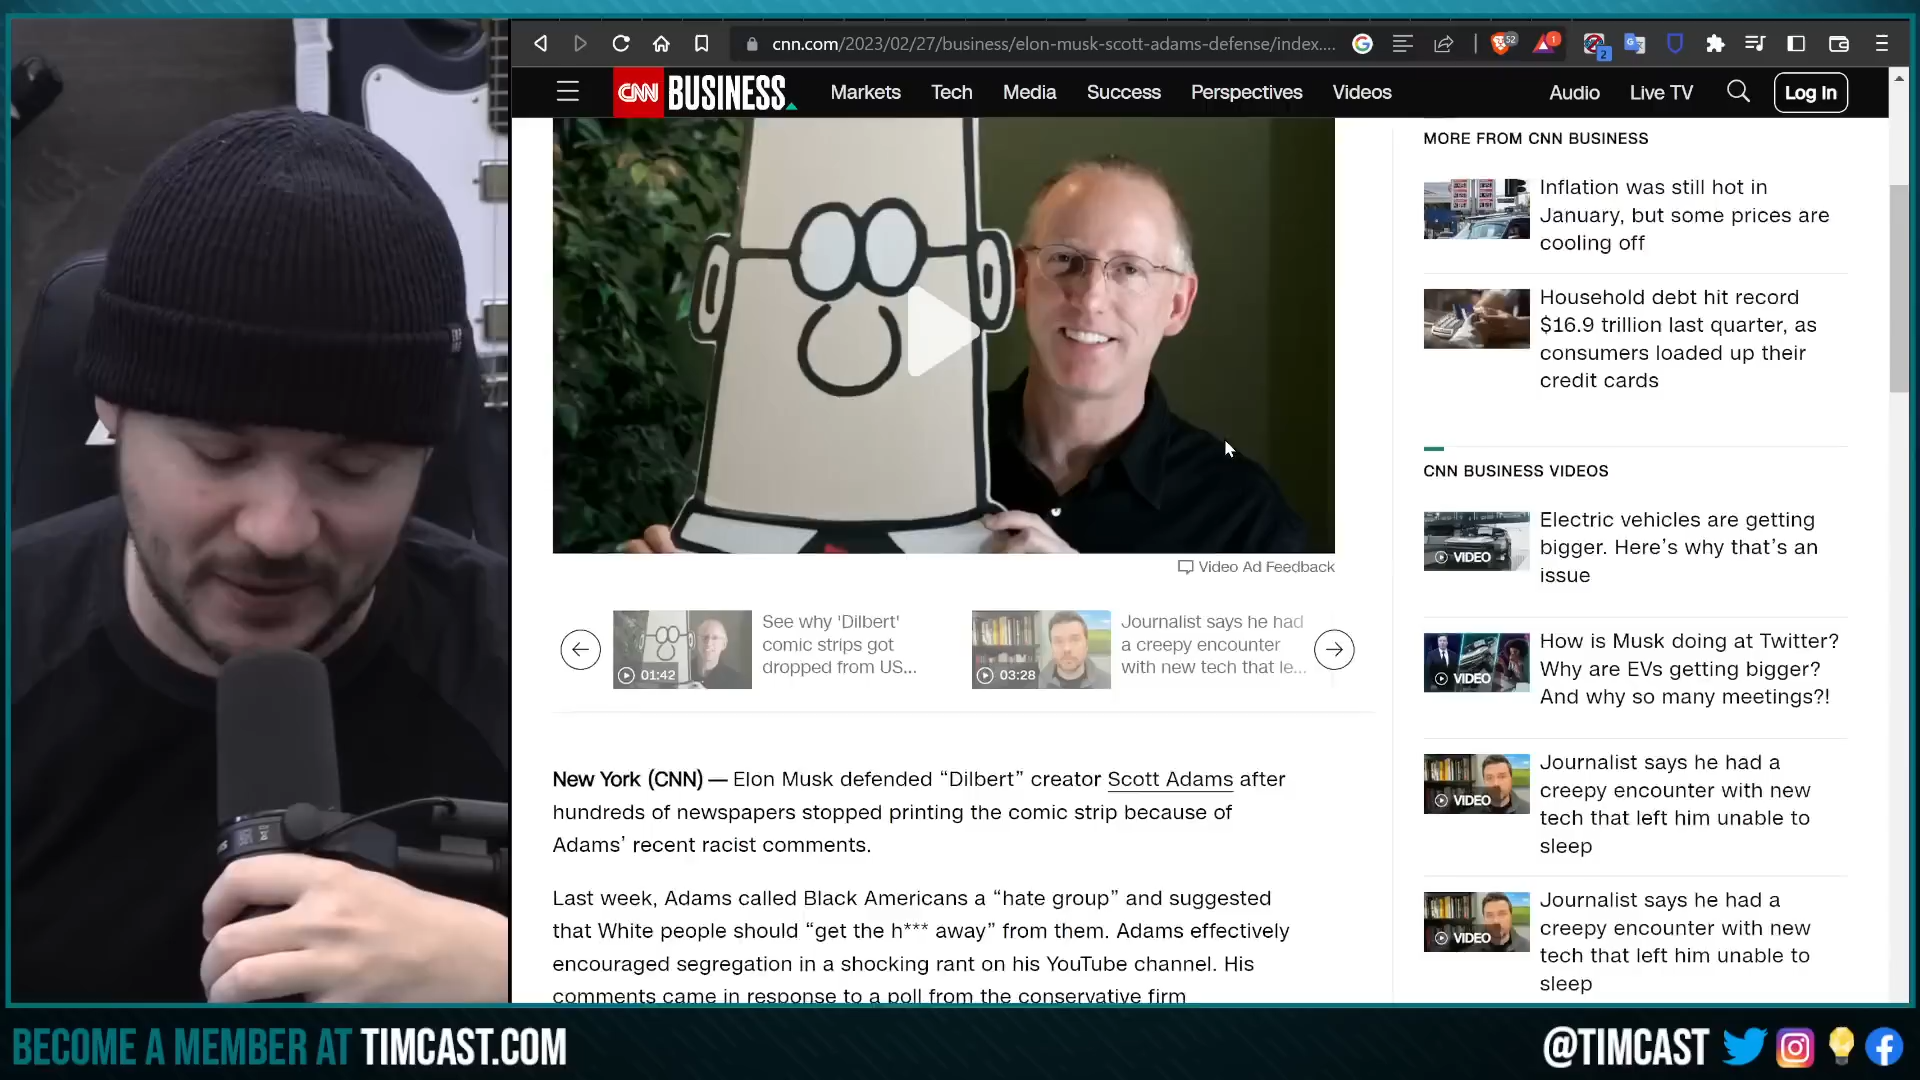 cnn.com/2023/02/27/business/elon-musk-scott-adams-defense/index....
52
1
2
CNN BUSINESS
Markets
Tech
Media
Success
Perspectives
Videos
Audio
Live TV
Log In
Video Ad Feedback
01:42
See why 'Dilbert'
comic strips got
dropped from US...
03:28
Journalist says he had
a creepy encounter
with new tech that le...
New York (CNN) — Elon Musk defended “Dilbert” creator Scott Adams after
hundreds of newspapers stopped printing the comic strip because of
Adams’ recent racist comments.
Last week, Adams called Black Americans a “hate group” and suggested
that White people should “get the h*** away” from them. Adams effectively
encouraged segregation in a shocking rant on his YouTube channel. His
comments came in response to a poll from the conservative firm
MORE FROM CNN BUSINESS
Inflation was still hot in
January, but some prices are
cooling off
Household debt hit record
$16.9 trillion last quarter, as
consumers loaded up their
credit cards
CNN BUSINESS VIDEOS
VIDEO
Electric vehicles are getting
bigger. Here’s why that’s an
issue
VIDEO
How is Musk doing at Twitter?
Why are EVs getting bigger?
And why so many meetings?!
VIDEO
Journalist says he had a
creepy encounter with new
tech that left him unable to
sleep
VIDEO
Journalist says he had a
creepy encounter with new
tech that left him unable to
sleep
BECOME A MEMBER AT TIMCAST.COM
@TIMCAST